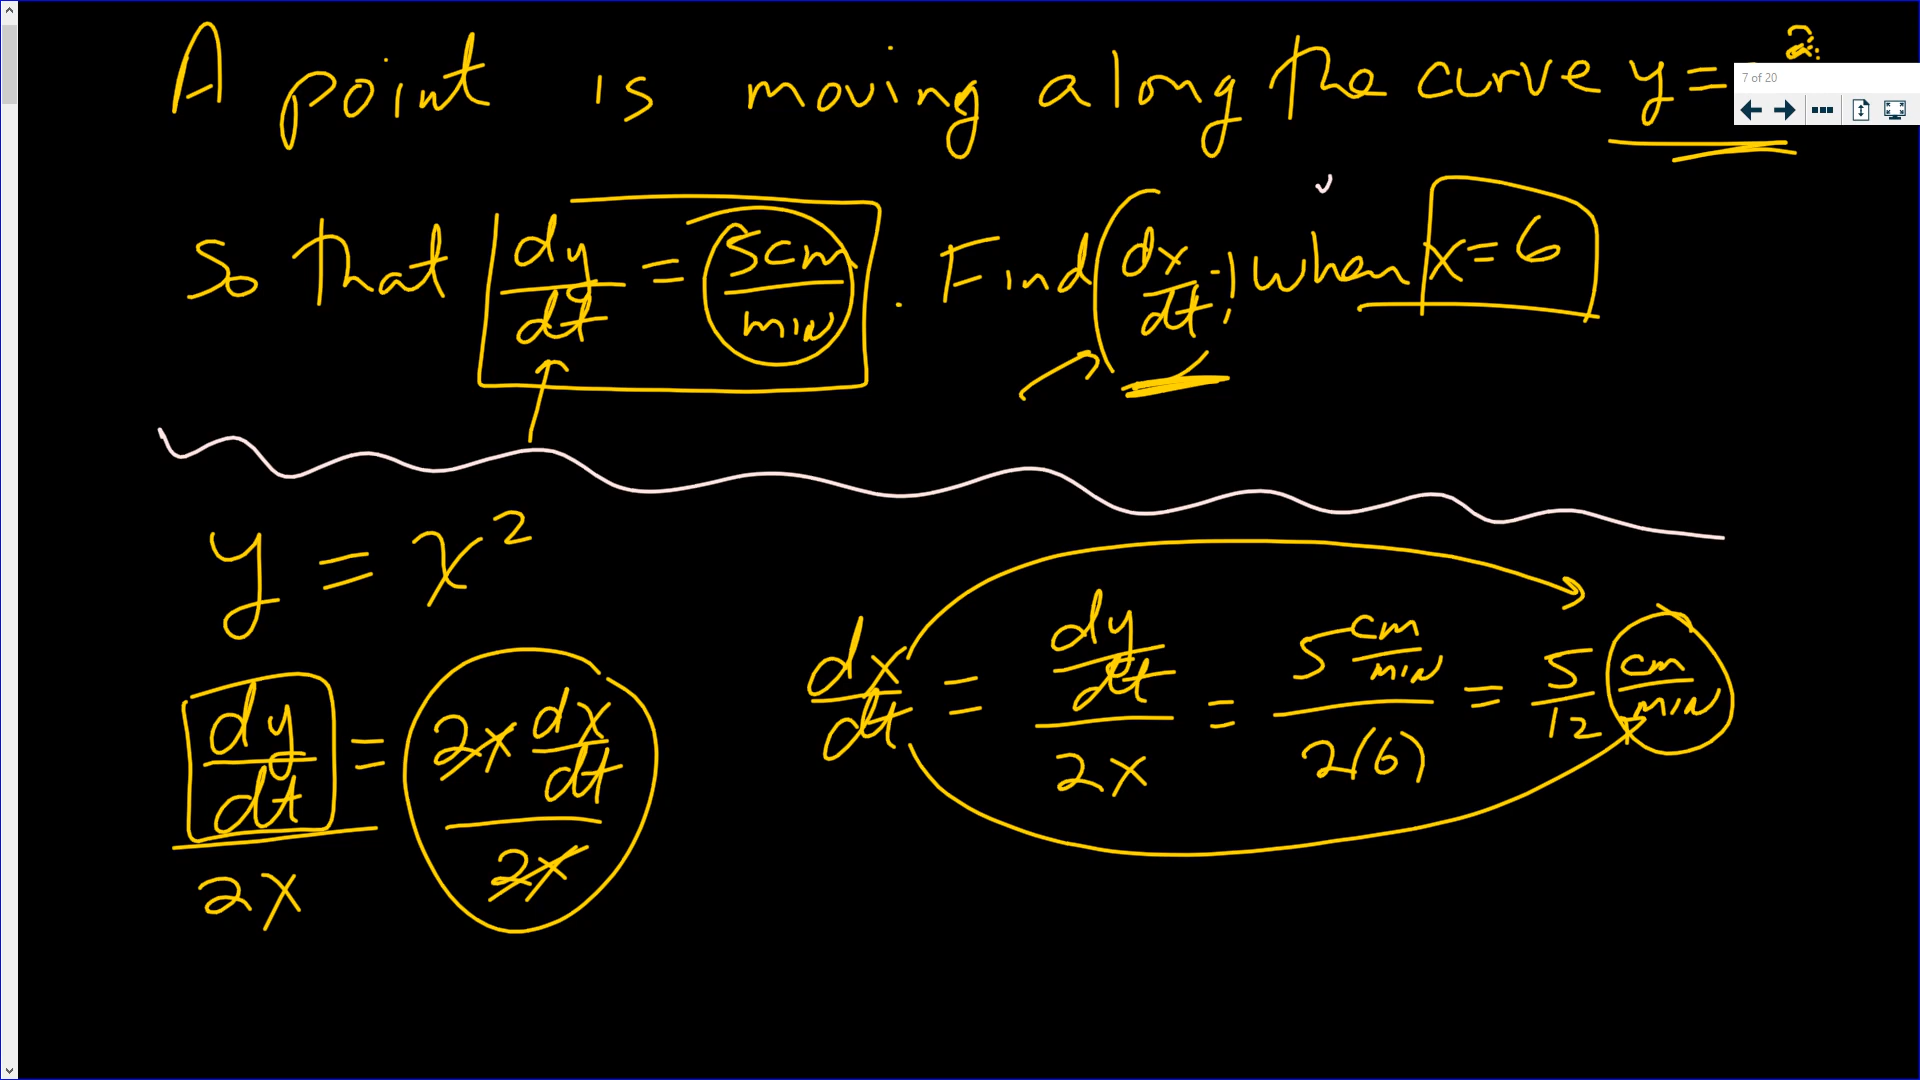 A point is moving along the curve y=
7 of 20
So that dy/dt = 5cm/min . Find dx/dt when x=6
y = x²
dy/dt / 2x = 2x dx/dt / 2x
dx/dt = dy/dt / 2x = 5 cm/min / 2(6) = 5/12 cm/min